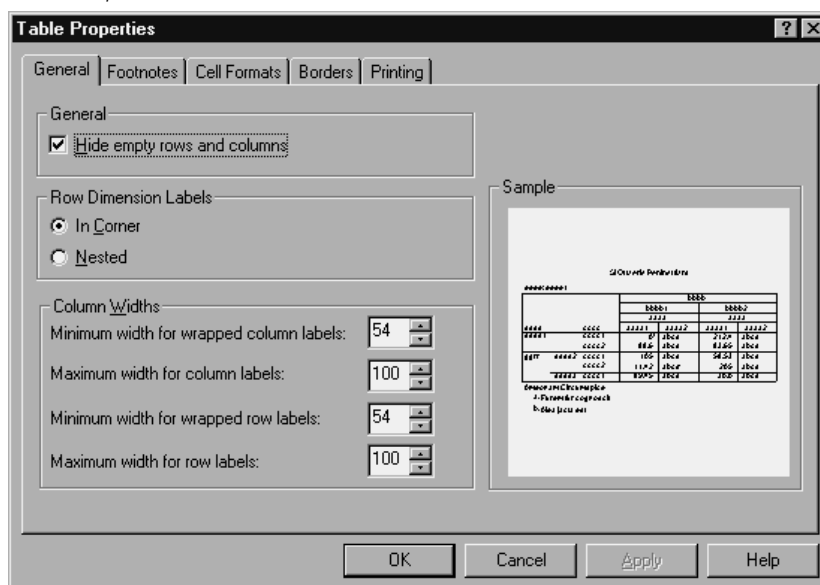 Table Properties
General Footnotes Cell Formats Borders Printing
General
Hide empty rows and columns
Row Dimension Labels
In Corner
Nested
Column Widths
Minimum width for wrapped column labels: 54
Maximum width for column labels: 100
Minimum width for wrapped row labels: 54
Maximum width for row labels: 100
Sample
OK Cancel Apply Help